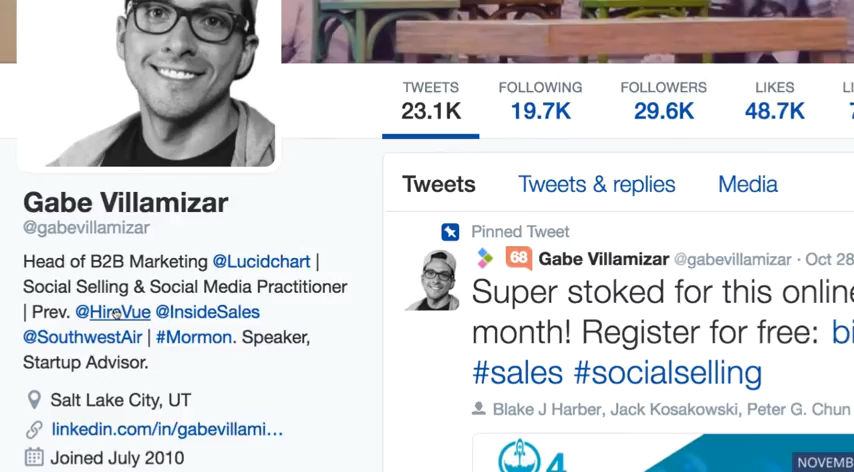 TWEETS FOLLOWING FOLLOWERS LIKES
23.1K 19.7K 29.6K 48.7K
Gabe Villamizar
@gabevillamizar
Head of B2B Marketing @Lucidchart |
Social Selling & Social Media Practitioner
| Prev. @HireVue @InsideSales
@SouthwestAir | #Mormon. Speaker,
Startup Advisor.
Salt Lake City, UT
linkedin.com/in/gabevillami…
Joined July 2010
Tweets Tweets & replies Media
Pinned Tweet
68 Gabe Villamizar @gabevillamizar · Oct 28
Super stoked for this online
month! Register for free: bi
#sales #socialselling
Blake J Harber, Jack Kosakowski, Peter G. Chun
4
NOVEMB